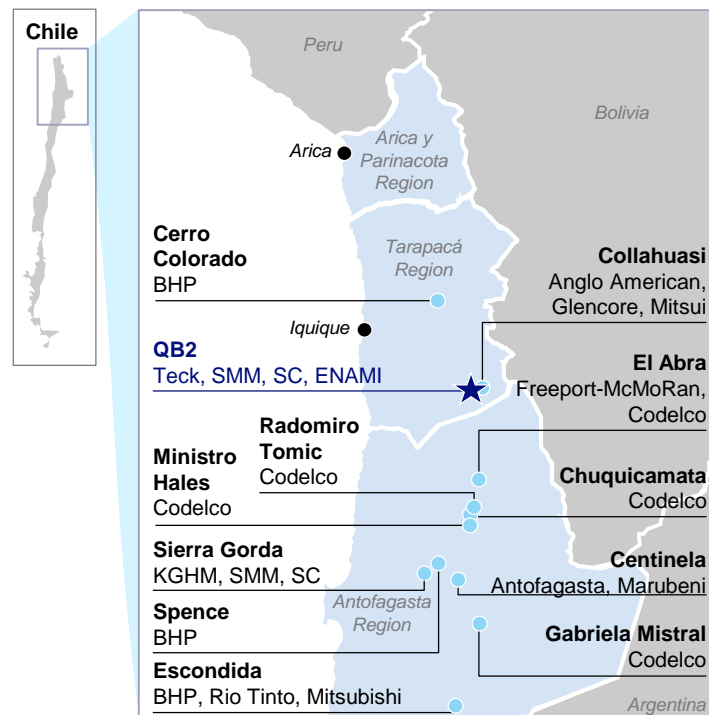 Chile
Peru
Bolivia
Arica
Arica y
Parinacota
Region
Cerro
Colorado
BHP
Tarapacá
Region
Collahuasi
Anglo American,
Glencore, Mitsui
Iquique
QB2
Teck, SMM, SC, ENAMI
El Abra
Freeport-McMoRan,
Codelco
Radomiro
Tomic
Codelco
Ministro
Hales
Codelco
Chuquicamata
Codelco
Sierra Gorda
KGHM, SMM, SC
Centinela
Antofagasta, Marubeni
Antofagasta
Region
Spence
BHP
Gabriela Mistral
Codelco
Escondida
BHP, Rio Tinto, Mitsubishi
Argentina